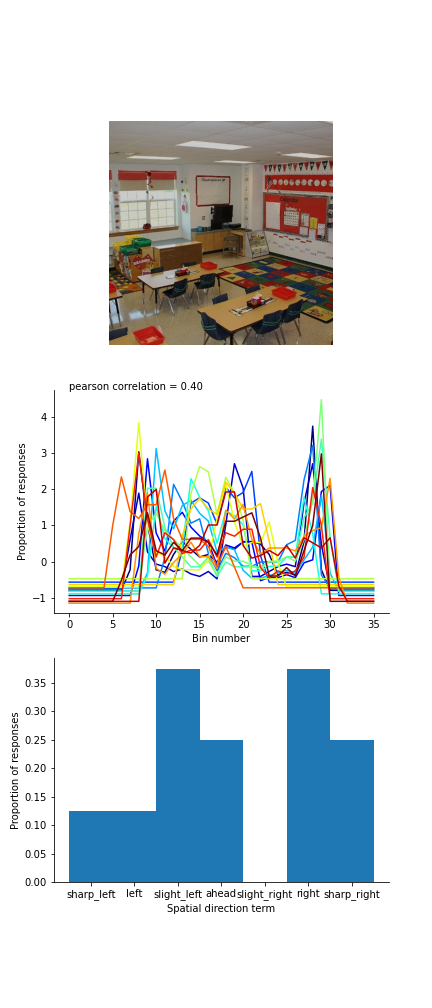 pearson correlation = 0.40
Proportion of responses
4
3
2
1
0
−1
0 5 10 15 20 25 30 35
Bin number
Proportion of responses
0.35
0.30
0.25
0.20
0.15
0.10
0.05
0.00
sharp_left left slight_left ahead slight_right right sharp_right
Spatial direction term